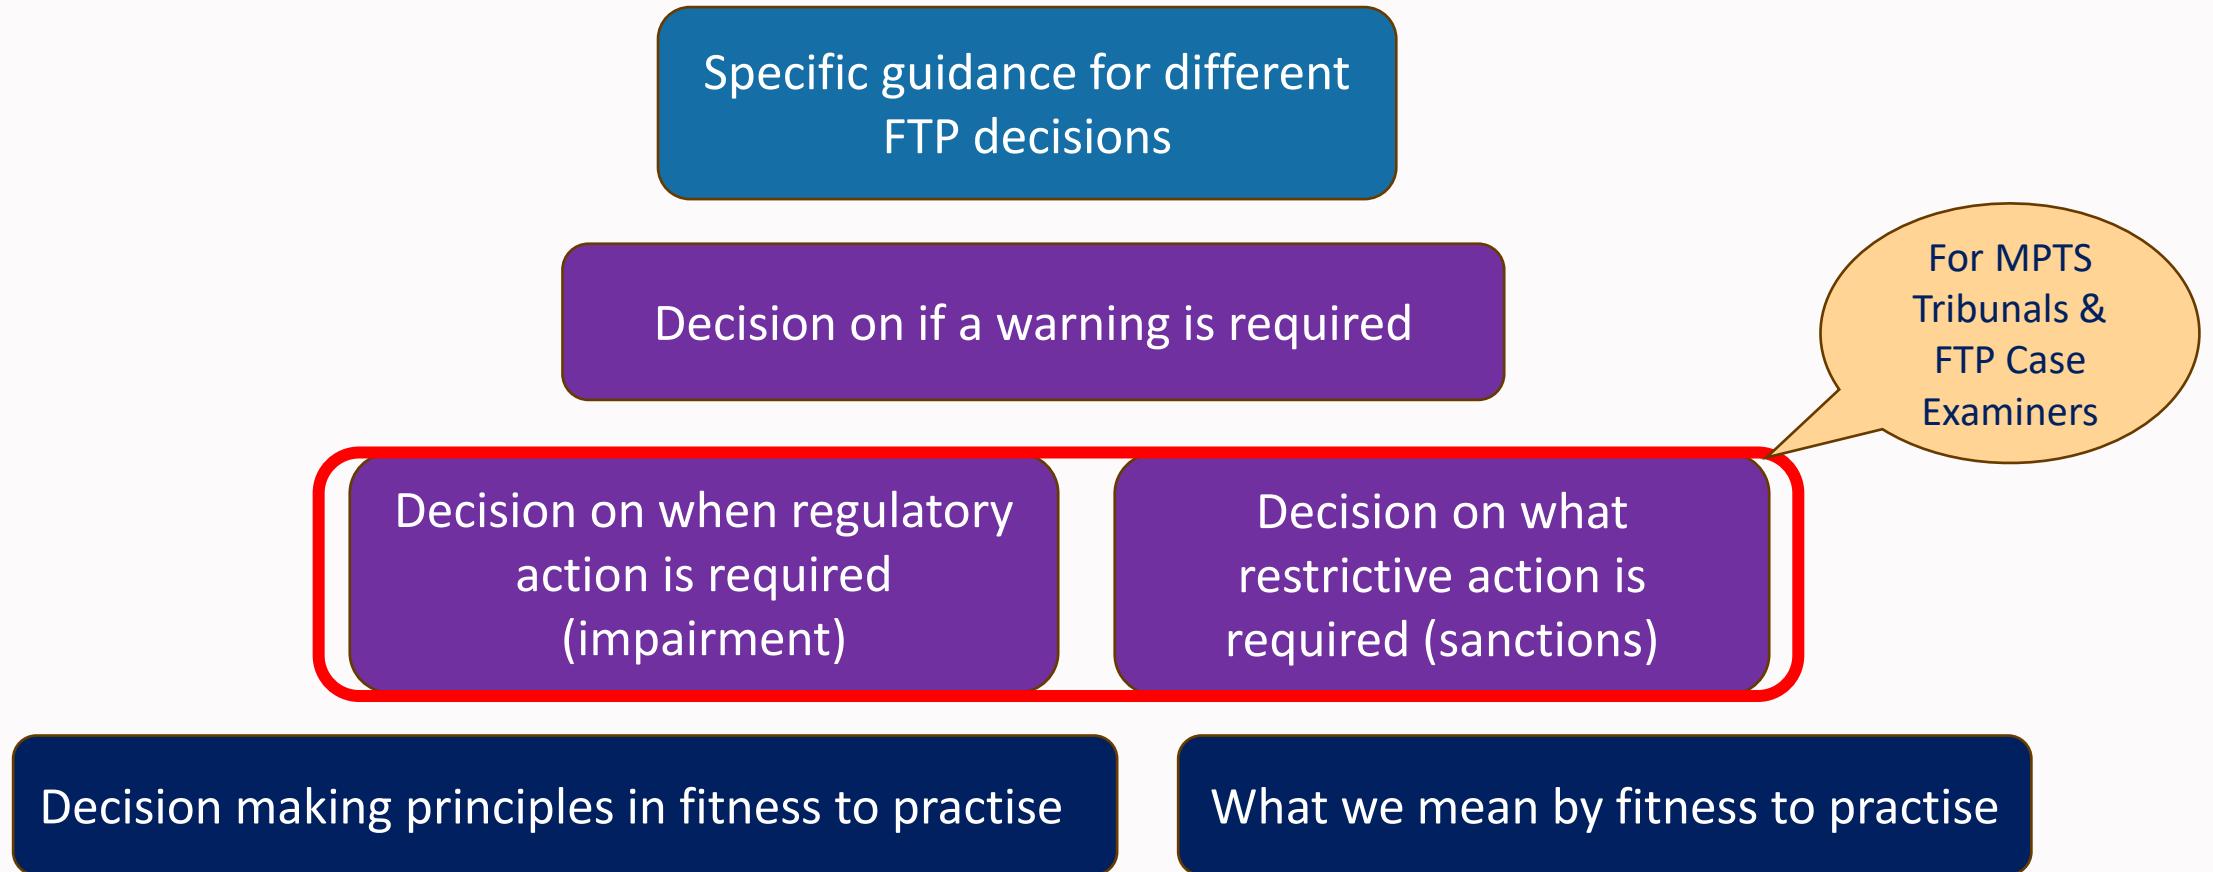 Specific guidance for different
FTP decisions
Decision on if a warning is required
For MPTS
Tribunals &
FTP Case
Examiners
Decision on when regulatory
action is required
(impairment)
Decision on what
restrictive action is
required (sanctions)
Decision making principles in fitness to practise
What we mean by fitness to practise